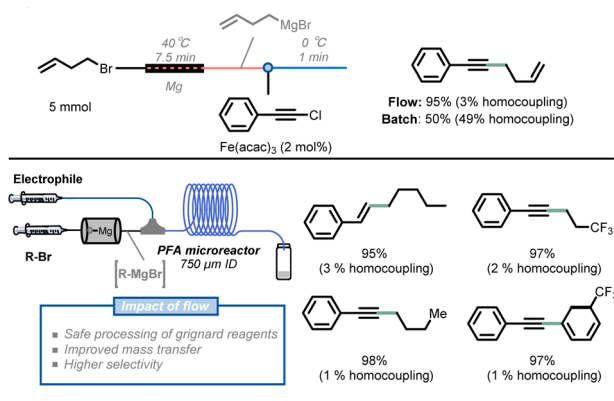 MgBr
40 °C
7.5 min
0 °C
1 min
Br
Mg
5 mmol
Cl
Fe(acac)3 (2 mol%)
Flow: 95% (3% homocoupling)
Batch: 50% (49% homocoupling)
Electrophile
Mg
R-Br
[R-MgBr]
PFA microreactor
750 µm ID
Impact of flow
■ Safe processing of grignard reagents
■ Improved mass transfer
■ Higher selectivity
95%
(3 % homocoupling)
CF3
97%
(2 % homocoupling)
Me
98%
(1 % homocoupling)
CF3
97%
(1 % homocoupling)